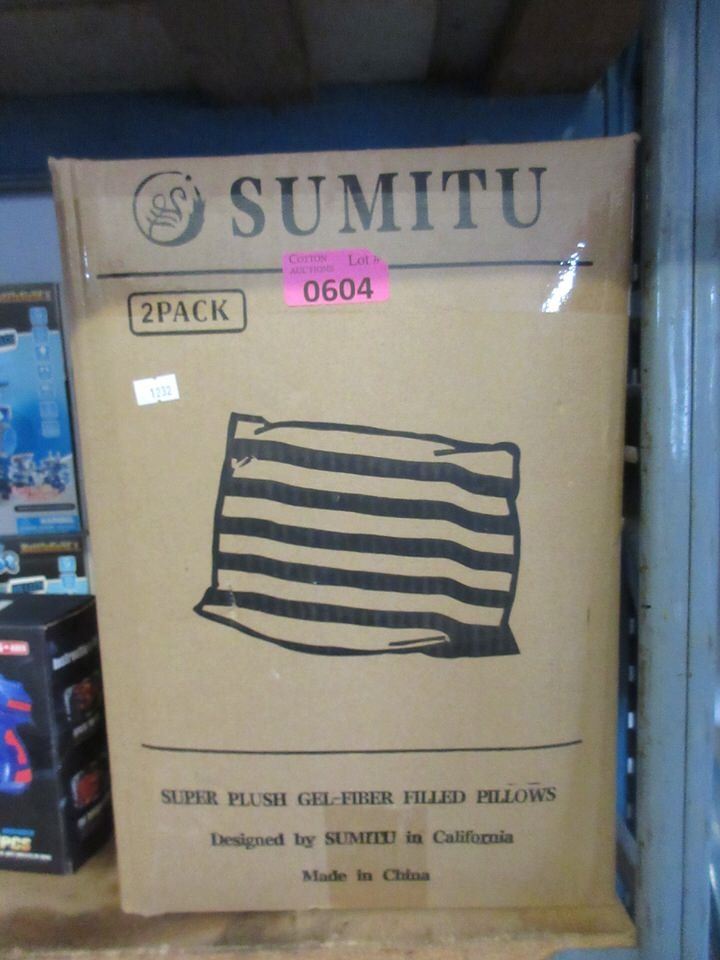 SUMITU
COTTON AUCTIONS Lot #
0604
2PACK
1232
SUPER PLUSH GEL-FIBER FILLED PILLOWS
Designed by SUMITU in California
Made in China
PCS